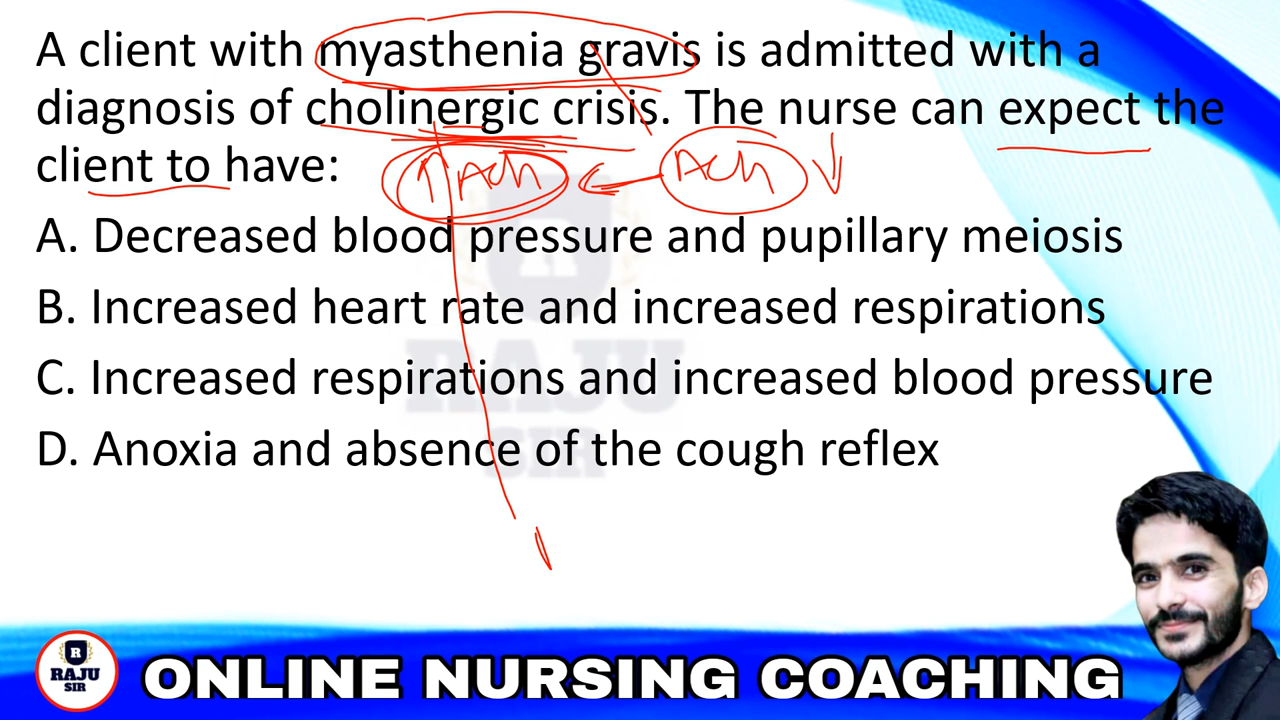 A client with myasthenia gravis is admitted with a
diagnosis of cholinergic crisis. The nurse can expect the
client to have:
↑ Ach ← Ach ↓
A. Decreased blood pressure and pupillary meiosis
B. Increased heart rate and increased respirations
C. Increased respirations and increased blood pressure
D. Anoxia and absence of the cough reflex
R
RAJU
SIR
R
RAJU
SIR
ONLINE NURSING COACHING